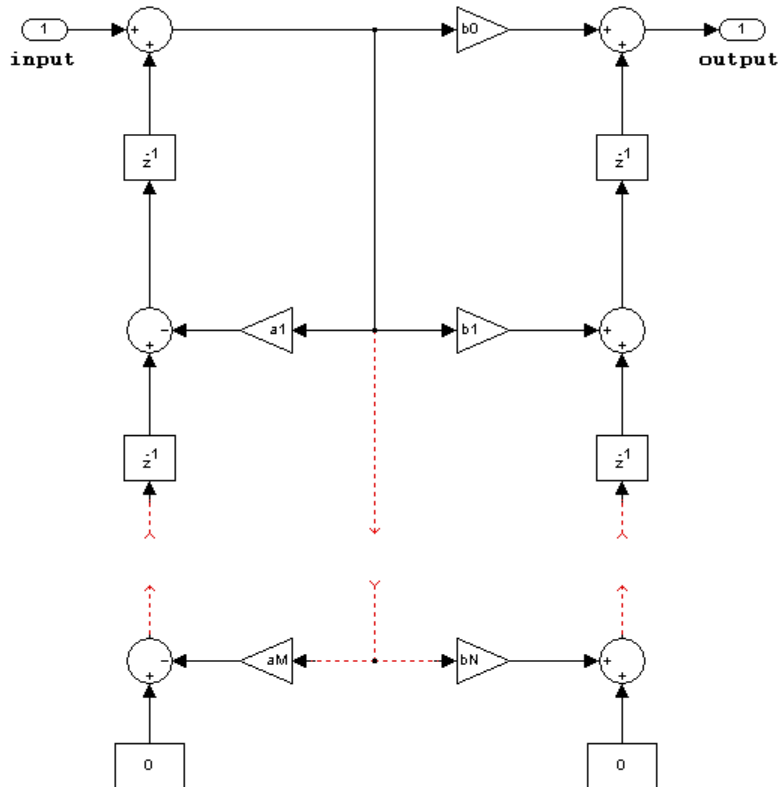 1
+
+
b0
+
+
1
input
output
z-1
z-1
-
+
a1
b1
+
+
z-1
z-1
-
+
aM
bN
+
+
0
0